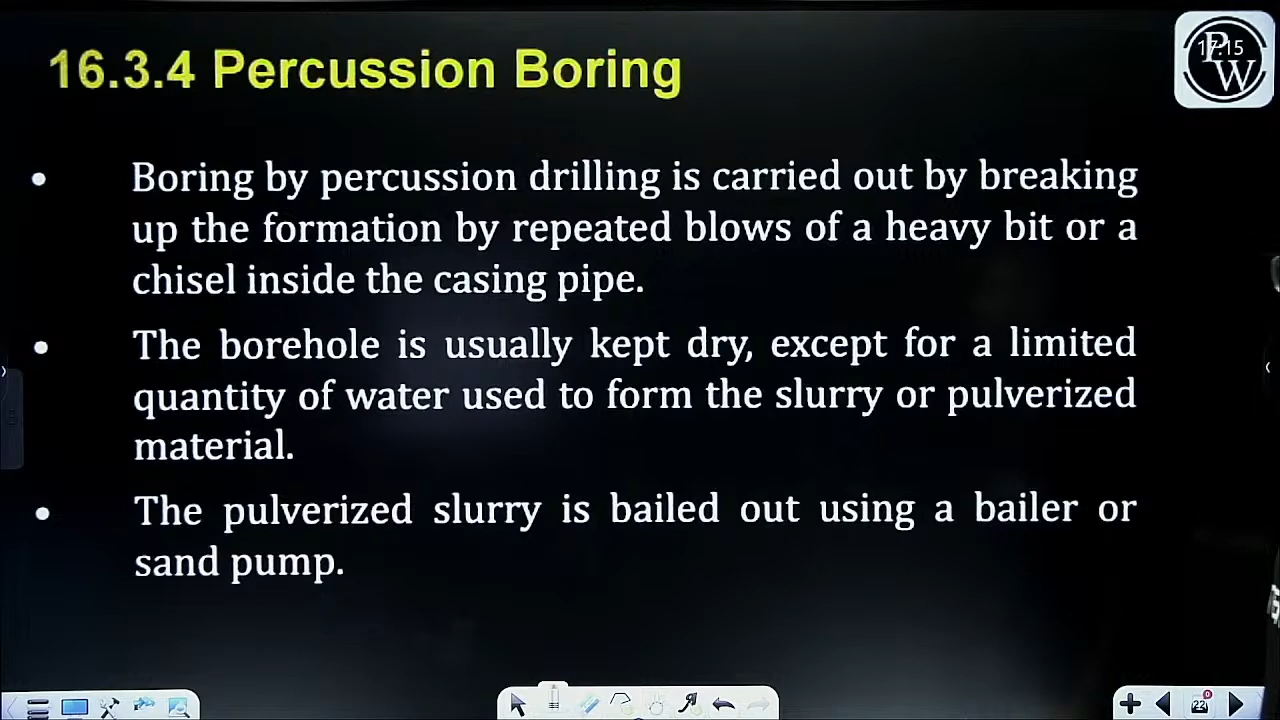 16.3.4 Percussion Boring
17:15
P
W
• Boring by percussion drilling is carried out by breaking
up the formation by repeated blows of a heavy bit or a
chisel inside the casing pipe.
• The borehole is usually kept dry, except for a limited
quantity of water used to form the slurry or pulverized
material.
• The pulverized slurry is bailed out using a bailer or
sand pump.
22